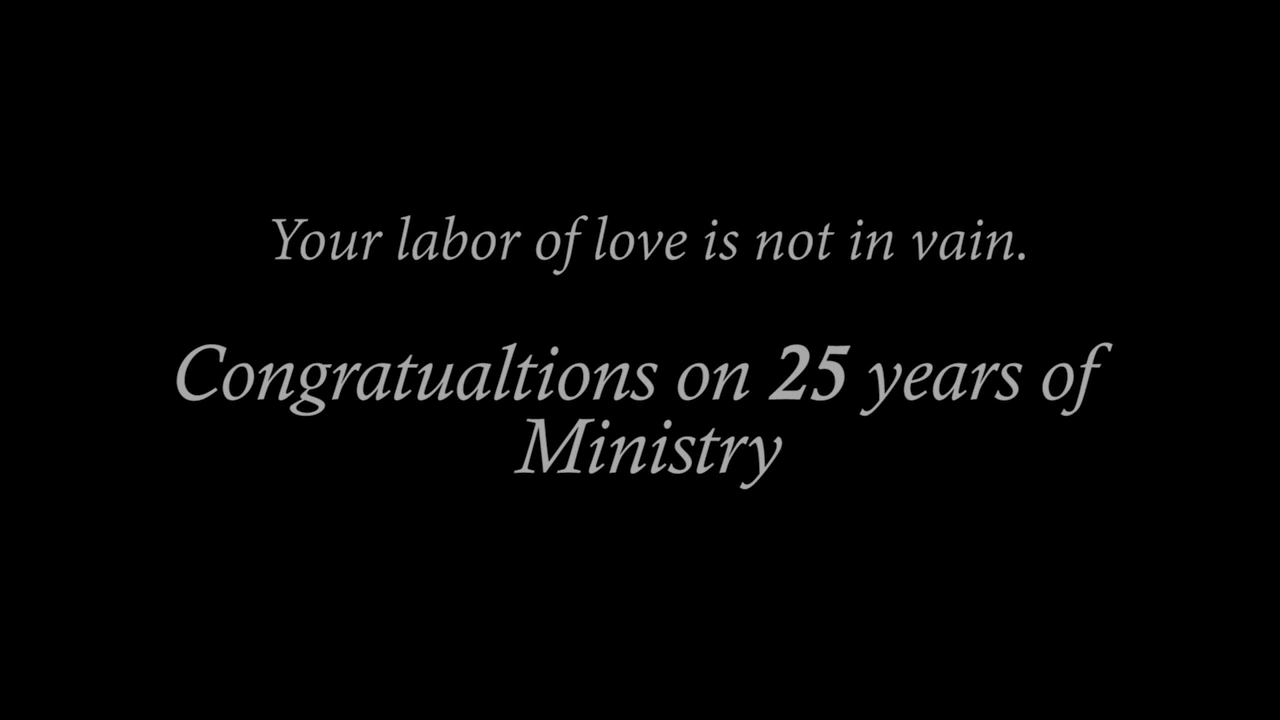 Your labor of love is not in vain.
Congratualtions on 25 years of
Ministry